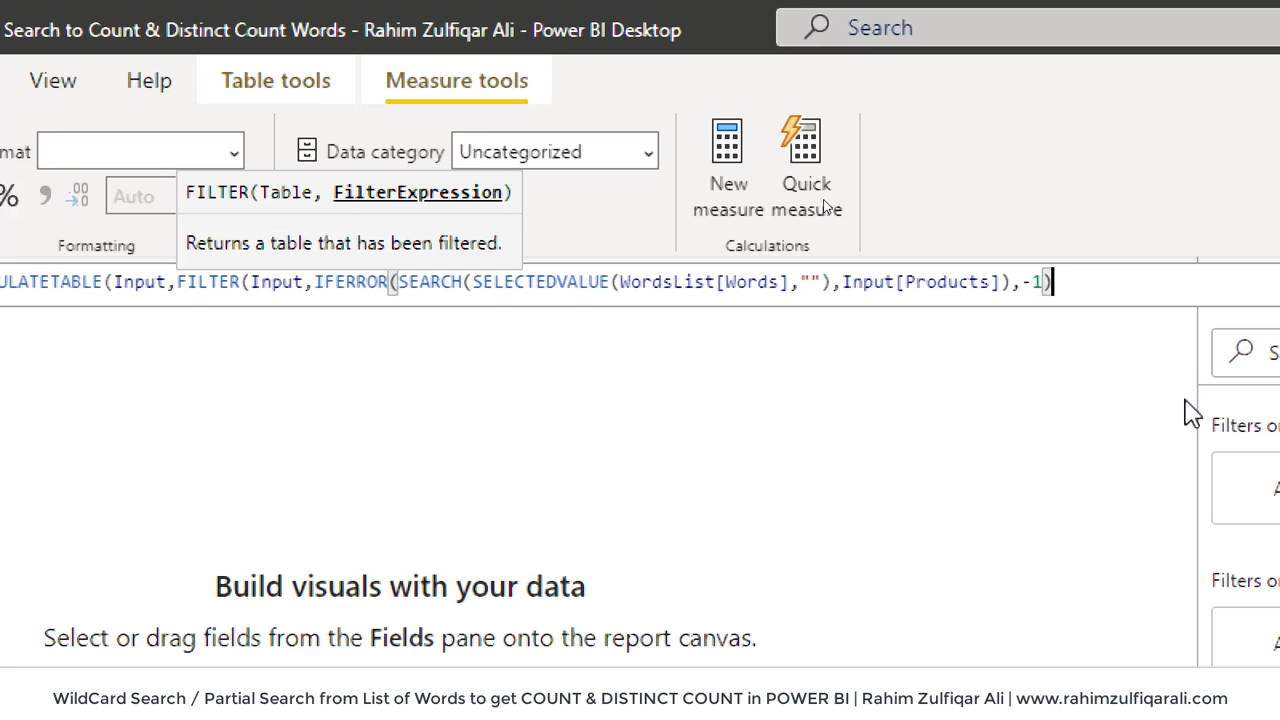 Search to Count & Distinct Count Words - Rahim Zulfiqar Ali - Power BI Desktop
Search
View
Help
Table tools
Measure tools
mat
Data category
Uncategorized
New measure
Quick measure
%
Auto
FILTER(Table, FilterExpression)
Returns a table that has been filtered.
Formatting
Calculations
ULATETABLE(Input,FILTER(Input,IFERROR(SEARCH(SELECTEDVALUE(WordsList[Words],""),Input[Products]),-1)
S
Filters o
A
Build visuals with your data
Select or drag fields from the Fields pane onto the report canvas.
Filters o
A
WildCard Search / Partial Search from List of Words to get COUNT & DISTINCT COUNT in POWER BI | Rahim Zulfiqar Ali | www.rahimzulfiqarali.com